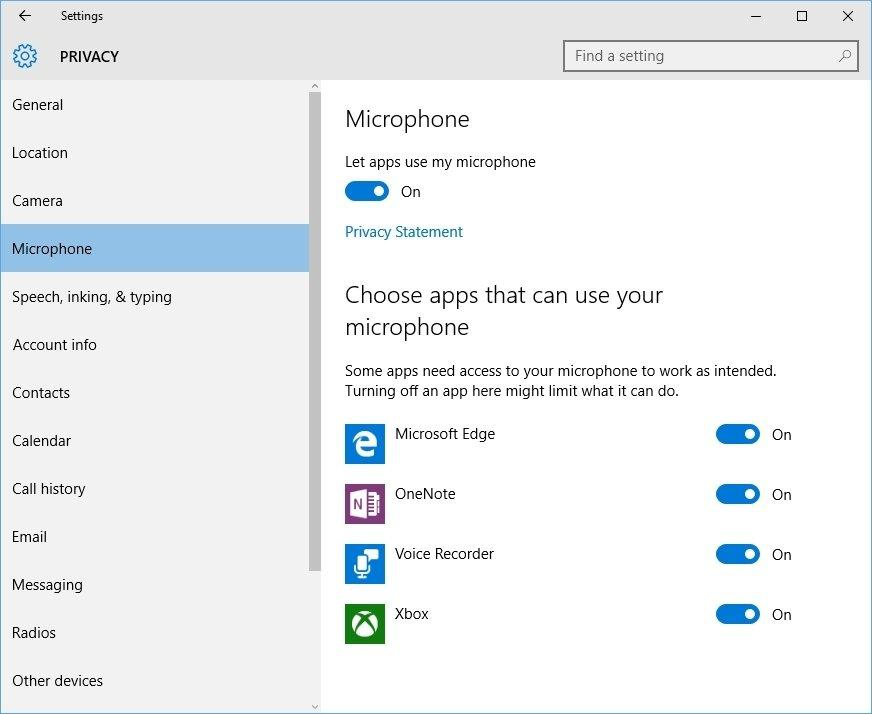 Settings
PRIVACY
Find a setting
General
Location
Camera
Microphone
Speech, inking, & typing
Account info
Contacts
Calendar
Call history
Email
Messaging
Radios
Other devices
Microphone
Let apps use my microphone
On
Privacy Statement
Choose apps that can use your
microphone
Some apps need access to your microphone to work as intended.
Turning off an app here might limit what it can do.
Microsoft Edge On
N OneNote On
Voice Recorder On
Xbox On